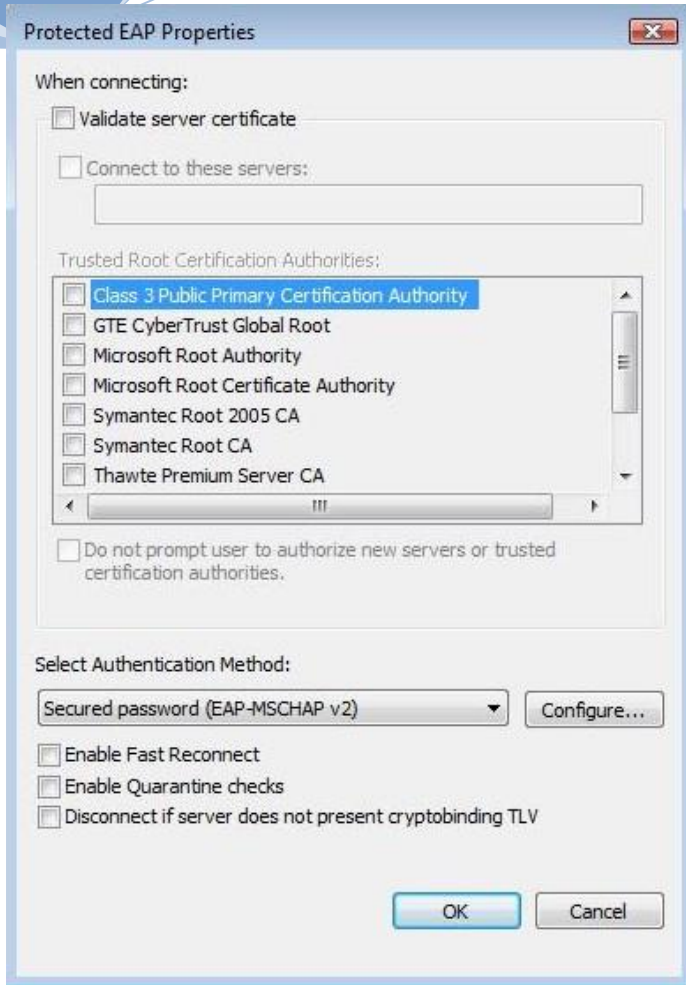 Protected EAP Properties
When connecting:
Validate server certificate
Connect to these servers:
Trusted Root Certification Authorities:
Class 3 Public Primary Certification Authority
GTE CyberTrust Global Root
Microsoft Root Authority
Microsoft Root Certificate Authority
Symantec Root 2005 CA
Symantec Root CA
Thawte Premium Server CA
Do not prompt user to authorize new servers or trusted
certification authorities.
Select Authentication Method:
Secured password (EAP-MSCHAP v2)
Configure...
Enable Fast Reconnect
Enable Quarantine checks
Disconnect if server does not present cryptobinding TLV
OK
Cancel